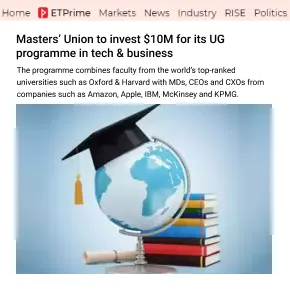 Home ETPrime Markets News Industry RISE Politics
Masters' Union to invest $10M for its UG
programme in tech & business
The programme combines faculty from the world's top-ranked
universities such as Oxford & Harvard with MDs, CEOs and CXOs from
companies such as Amazon, Apple, IBM, McKinsey and KPMG.